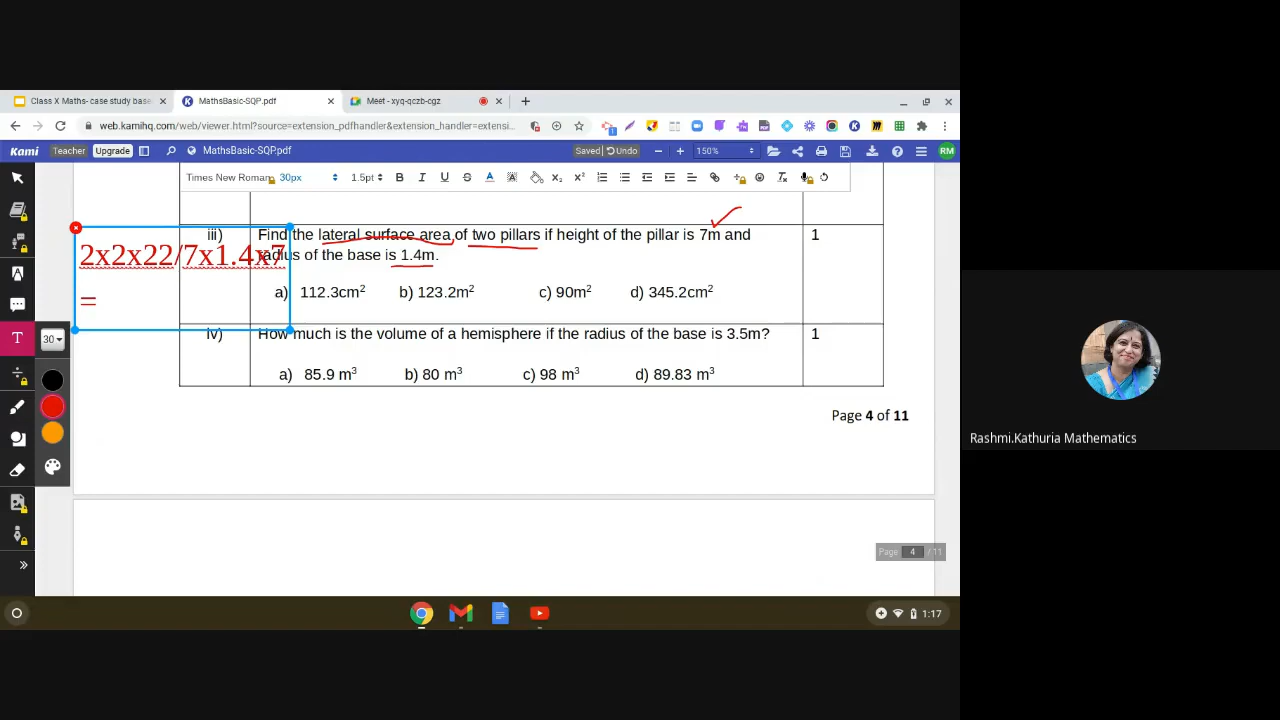 Class X Maths- case study base
MathsBasic-SQP.pdf
Meet - xyq-qczb-cgz
web.kamihq.com/web/viewer.html?source=extension_pdfhandler&extension_handler=extensi...
Kami Teacher Upgrade MathsBasic-SQP.pdf Saved Undo 150% RM
Times New Roman 30px 1.5pt B I U S A
iii) Find the lateral surface area of two pillars if height of the pillar is 7m and 1
radius of the base is 1.4m.
2x2x22/7x1.4x7
=
a) 112.3cm² b) 123.2m² c) 90m² d) 345.2cm²
iv) How much is the volume of a hemisphere if the radius of the base is 3.5m? 1
a) 85.9 m³ b) 80 m³ c) 98 m³ d) 89.83 m³
Page 4 of 11
Page 4 / 11
T 30
1:17
Rashmi.Kathuria Mathematics